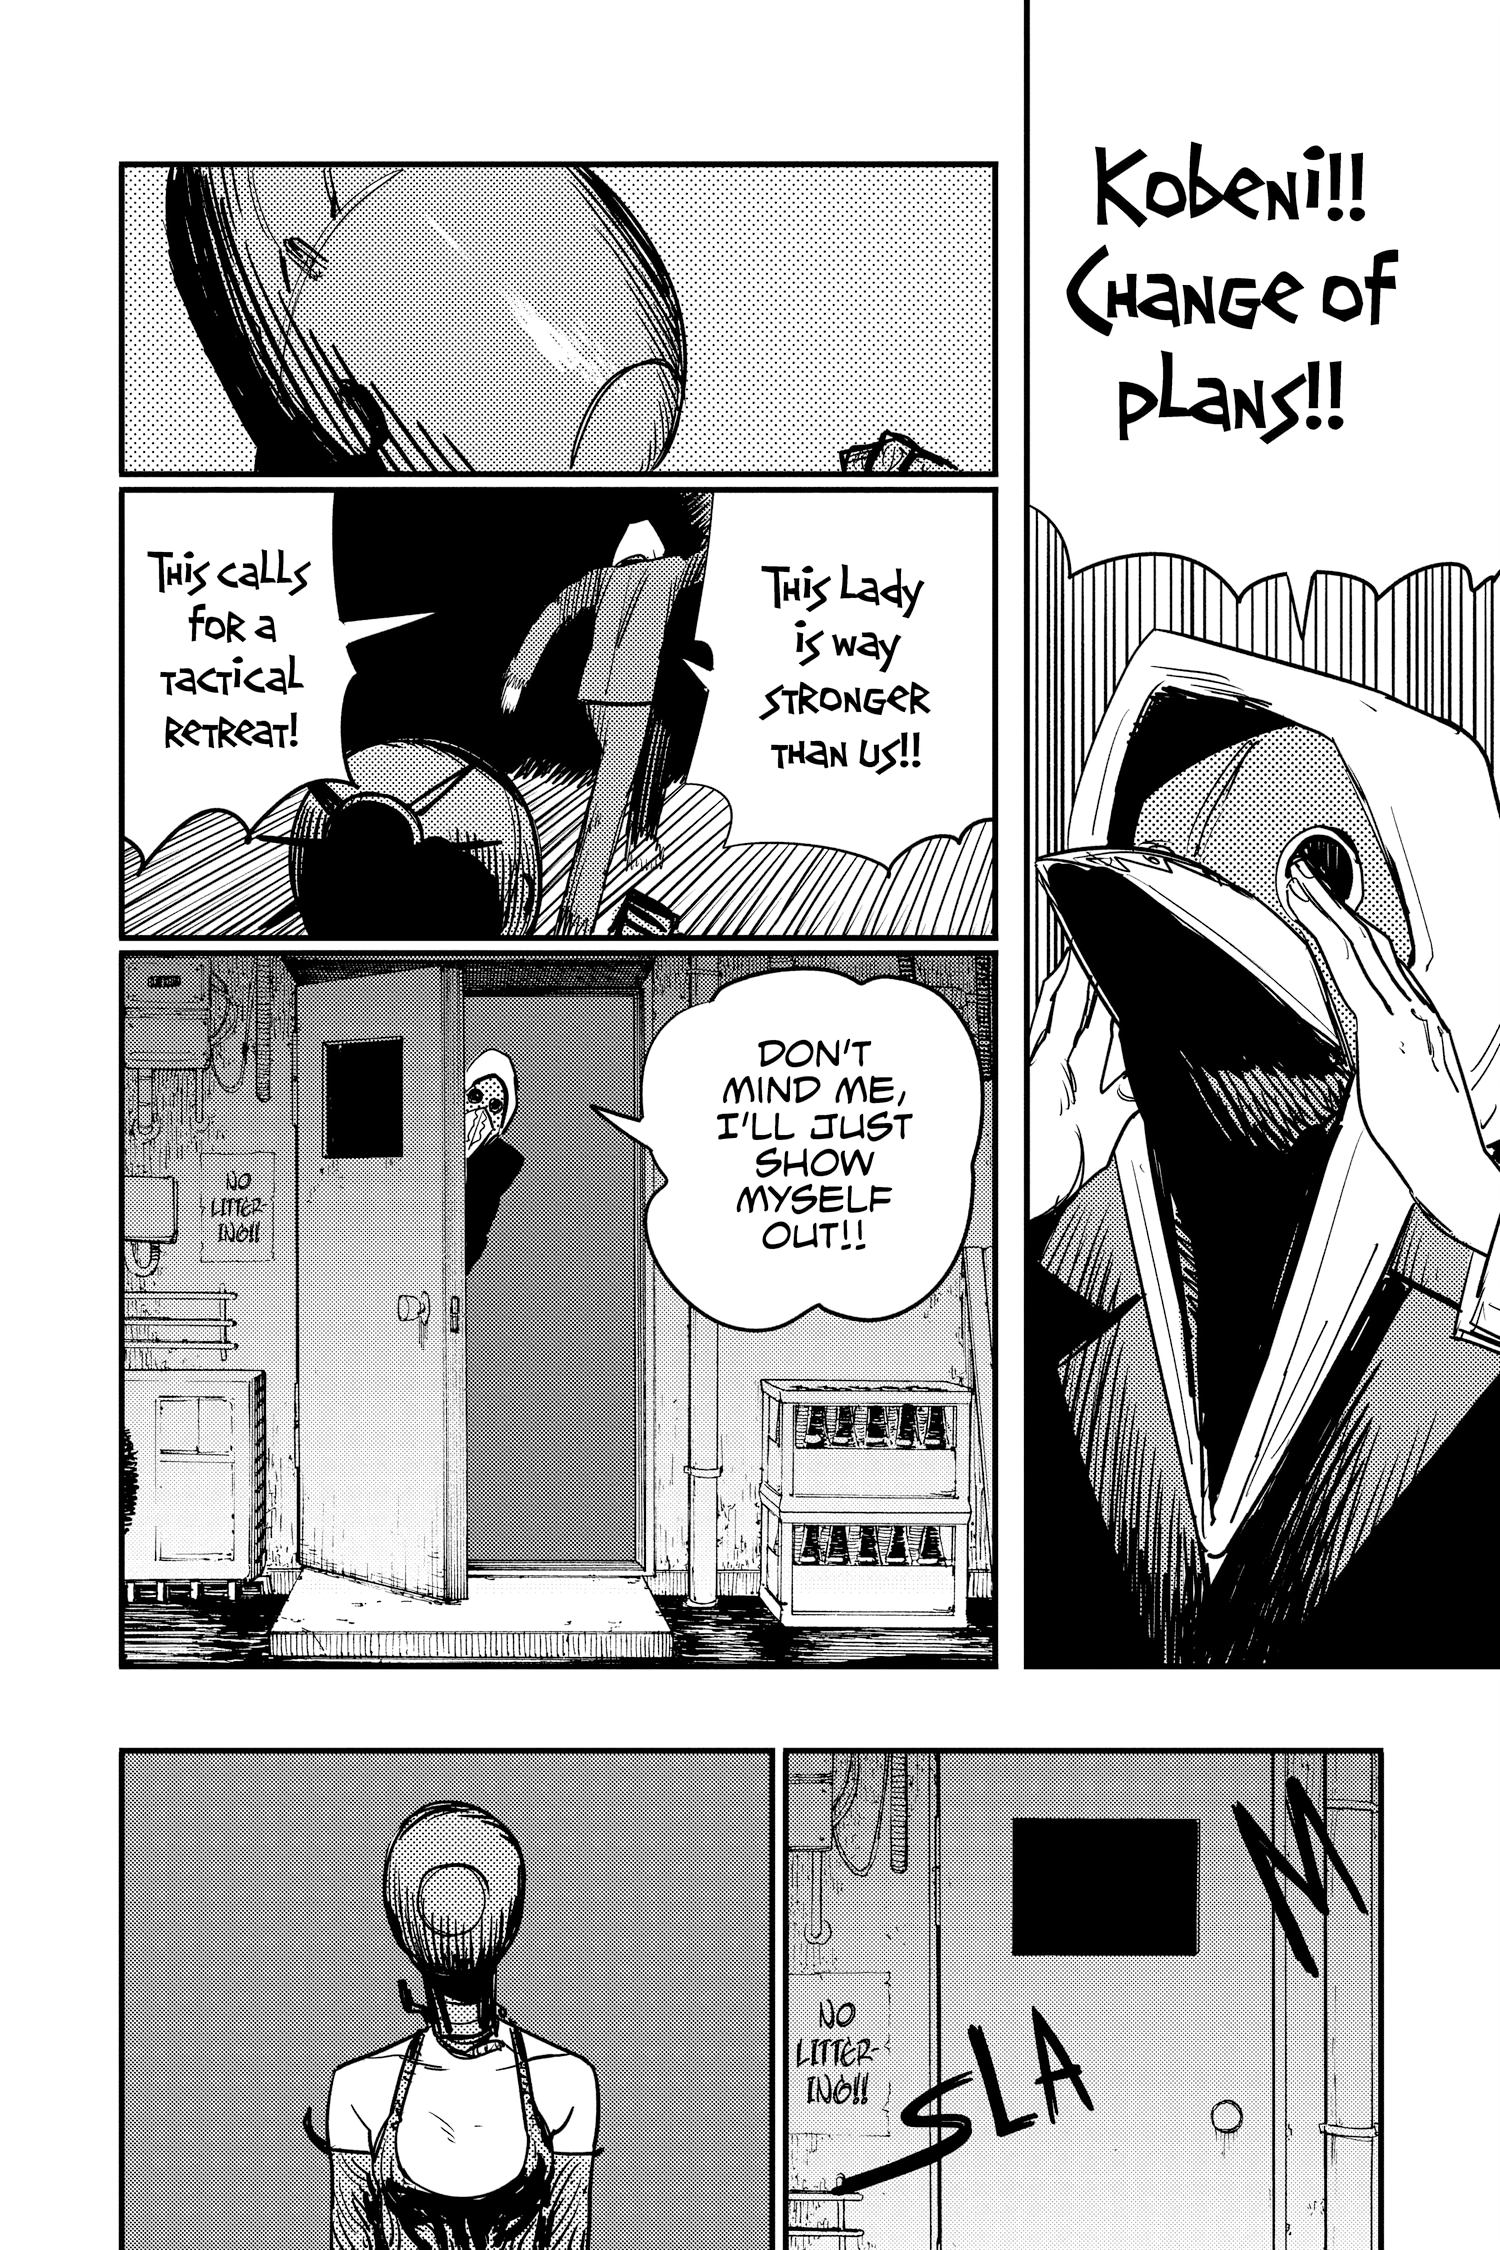 Kobeni!!
Change of
plans!!
This lady
is way
stronger
than us!!
This calls
for a
tactical
retreat!
DON'T
MIND ME,
I'LL JUST
SHOW
MYSELF
OUT!!
NO
LITTER-
ING!!
SLAM
NO
LITTER-
ING!!